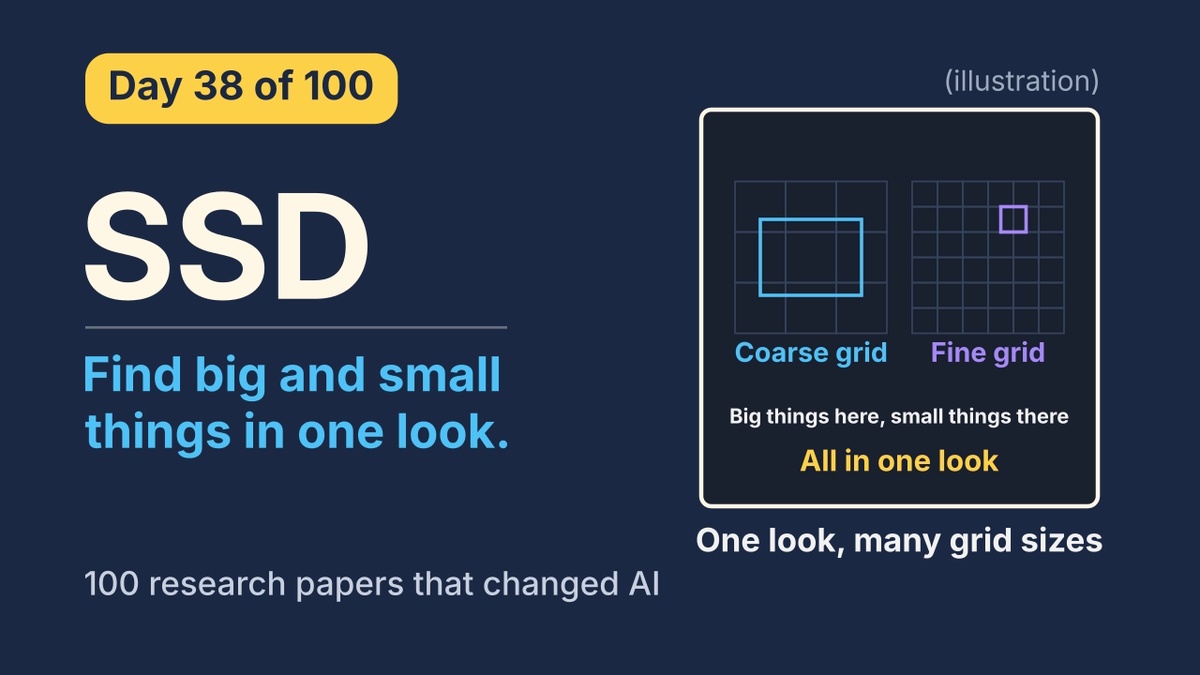 Day 38 of 100
SSD
Find big and small
things in one look.
100 research papers that changed AI
(illustration)
Coarse grid
Fine grid
Big things here, small things there
All in one look
One look, many grid sizes